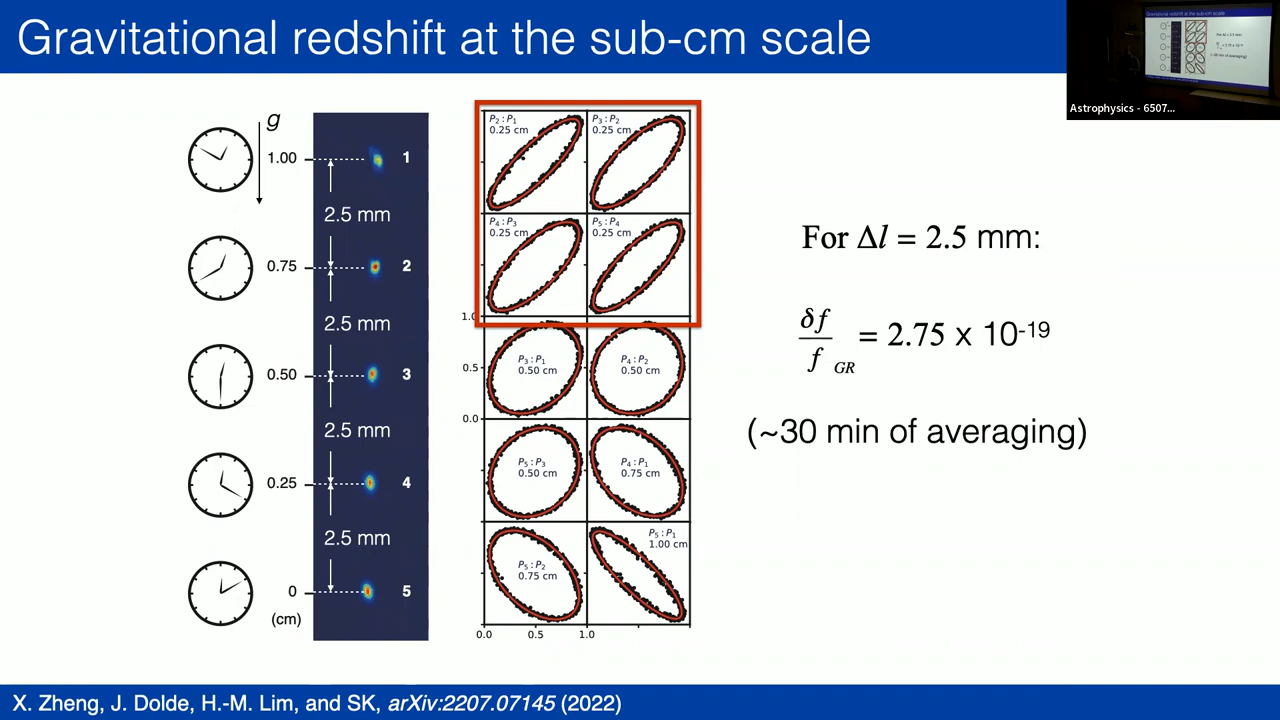 Gravitational redshift at the sub-cm scale
Astrophysics - 6507...
g
1.00
1
2.5 mm
0.75
2
2.5 mm
0.50
3
2.5 mm
0.25
4
2.5 mm
0
5
(cm)
P2 : P1
0.25 cm
P3 : P2
0.25 cm
P4 : P3
0.25 cm
P5 : P4
0.25 cm
1.0
P3 : P1
0.50 cm
P4 : P2
0.50 cm
0.5
0.0
P5 : P3
0.50 cm
P4 : P1
0.75 cm
P5 : P2
0.75 cm
P5 : P1
1.00 cm
0.0 0.5 1.0
For Δl = 2.5 mm:
δf/f GR = 2.75 x 10-19
(~30 min of averaging)
X. Zheng, J. Dolde, H.-M. Lim, and SK, arXiv:2207.07145 (2022)